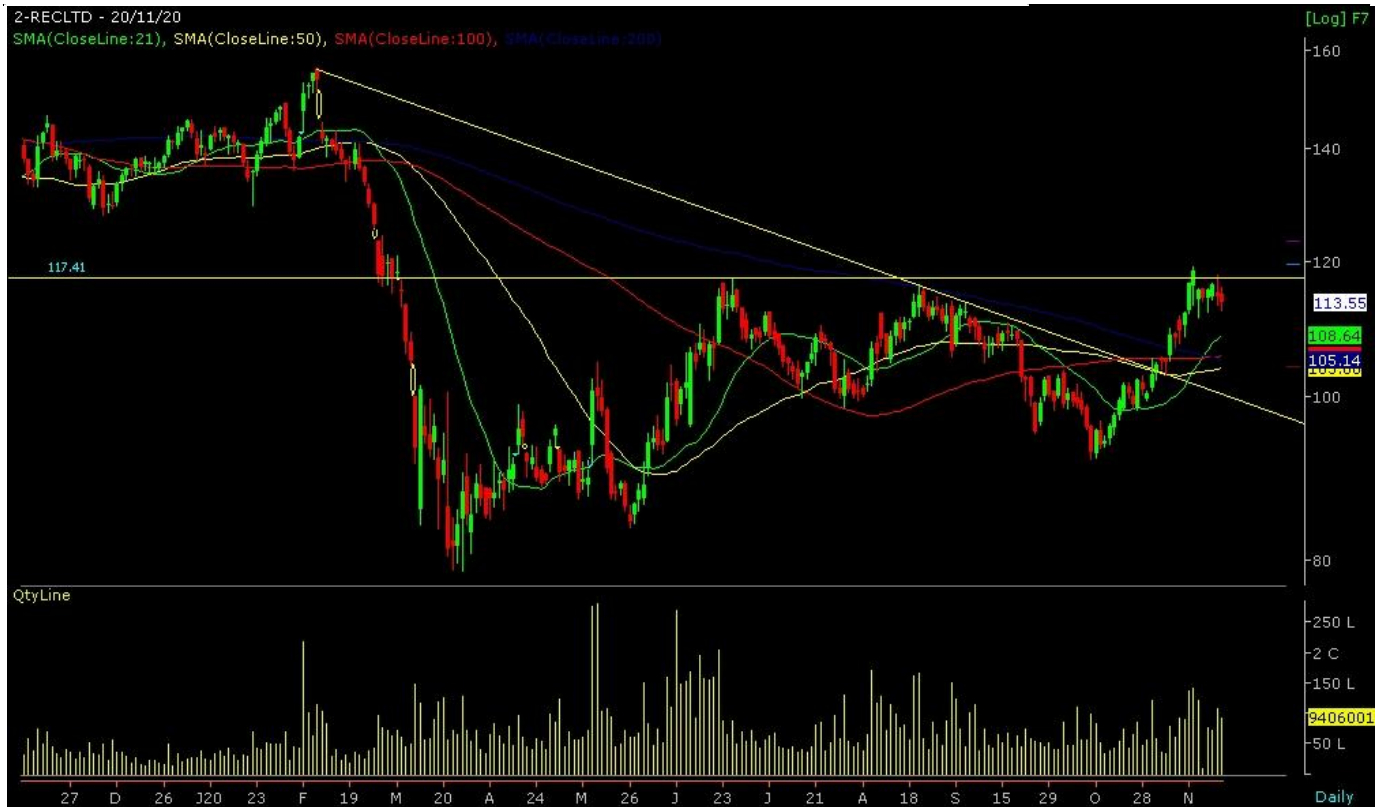 2-RECLTD - 20/11/20
[Log] F7
SMA(CloseLine:21), SMA(CloseLine:50), SMA(CloseLine:100), SMA(CloseLine:200)
160
140
117.41
120
113.55
108.64
105.14
100
80
QtyLine
250 L
2 C
150 L
9406001
50 L
27 D 26 J20 23 F 19 M 20 A 24 M 26 J 23 J 21 A 18 S 15 29 O 28 N
Daily